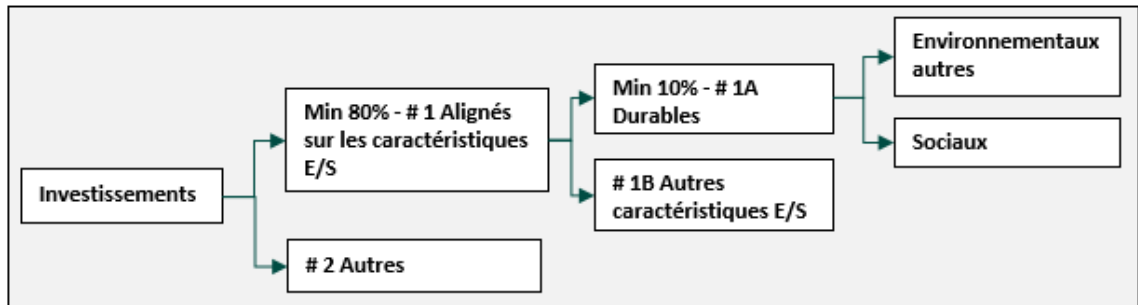 Investissements
Min 80% - # 1 Alignés
sur les caractéristiques
E/S
# 2 Autres
Min 10% - # 1A
Durables
# 1B Autres
caractéristiques E/S
Environnementaux
autres
Sociaux